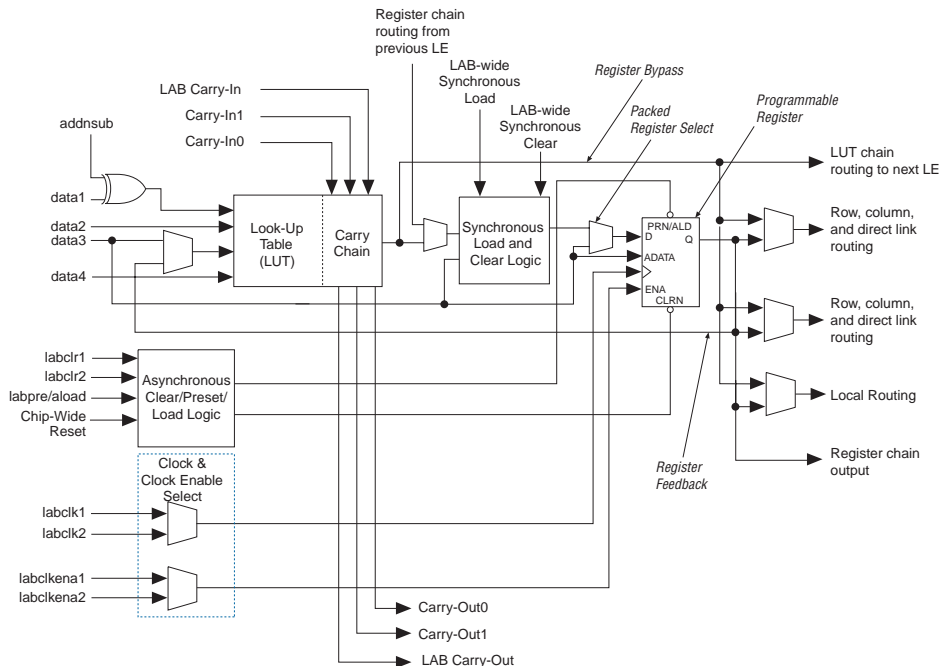 Register chain
routing from
previous LE
LAB-wide
Synchronous
Load
Register Bypass
LAB Carry-In
LAB-wide
Synchronous
Clear
Packed
Register Select
Programmable
Register
Carry-In1
addnsub
Carry-In0
LUT chain
routing to next LE
data1
data2
data3
data4
Look-Up
Table
(LUT)
Carry
Chain
Synchronous
Load and
Clear Logic
PRN/ALD
D
Q
ADATA
ENA
CLRN
Row, column,
and direct link
routing
Row, column,
and direct link
routing
labclr1
labclr2
labpre/aload
Chip-Wide
Reset
Asynchronous
Clear/Preset/
Load Logic
Local Routing
Register
Feedback
Register chain
output
Clock &
Clock Enable
Select
labclk1
labclk2
labclkena1
labclkena2
Carry-Out0
Carry-Out1
LAB Carry-Out